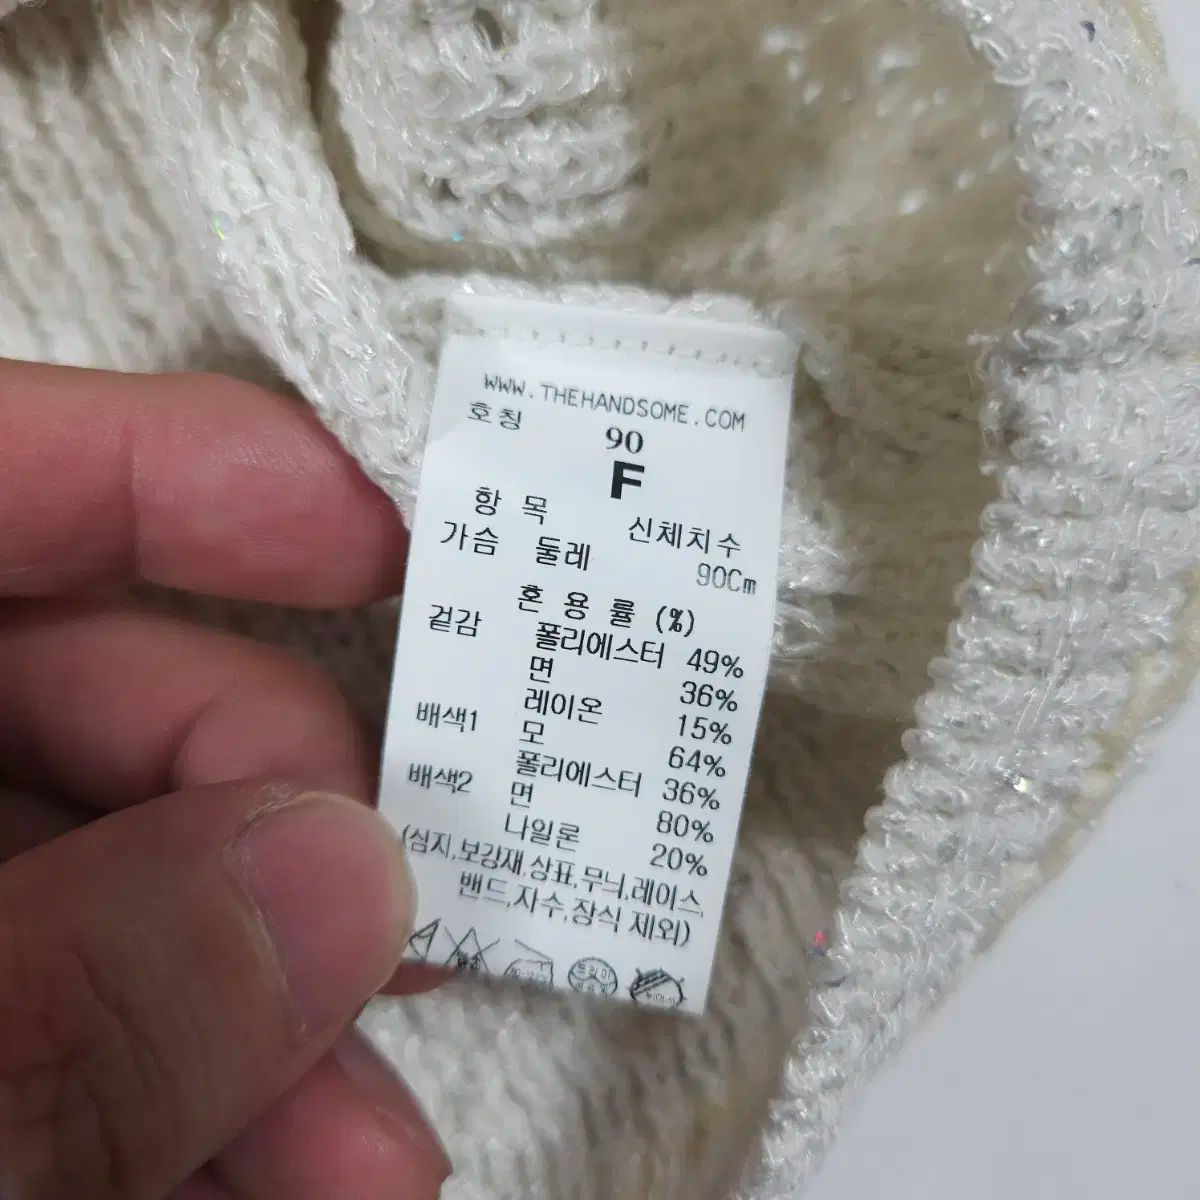 WWW.THEHANDSOME.COM
호칭 90
F
항 목 신체치수
가슴 둘레 90Cm
혼 용 률 (%)
겉감 폴리에스터 49%
면 36%
레이온 15%
배색1 모 64%
폴리에스터 36%
배색2 면 80%
나일론 20%
(심지,보강재,상표,무늬,레이스,
밴드,자수,장식 제외)
드라이